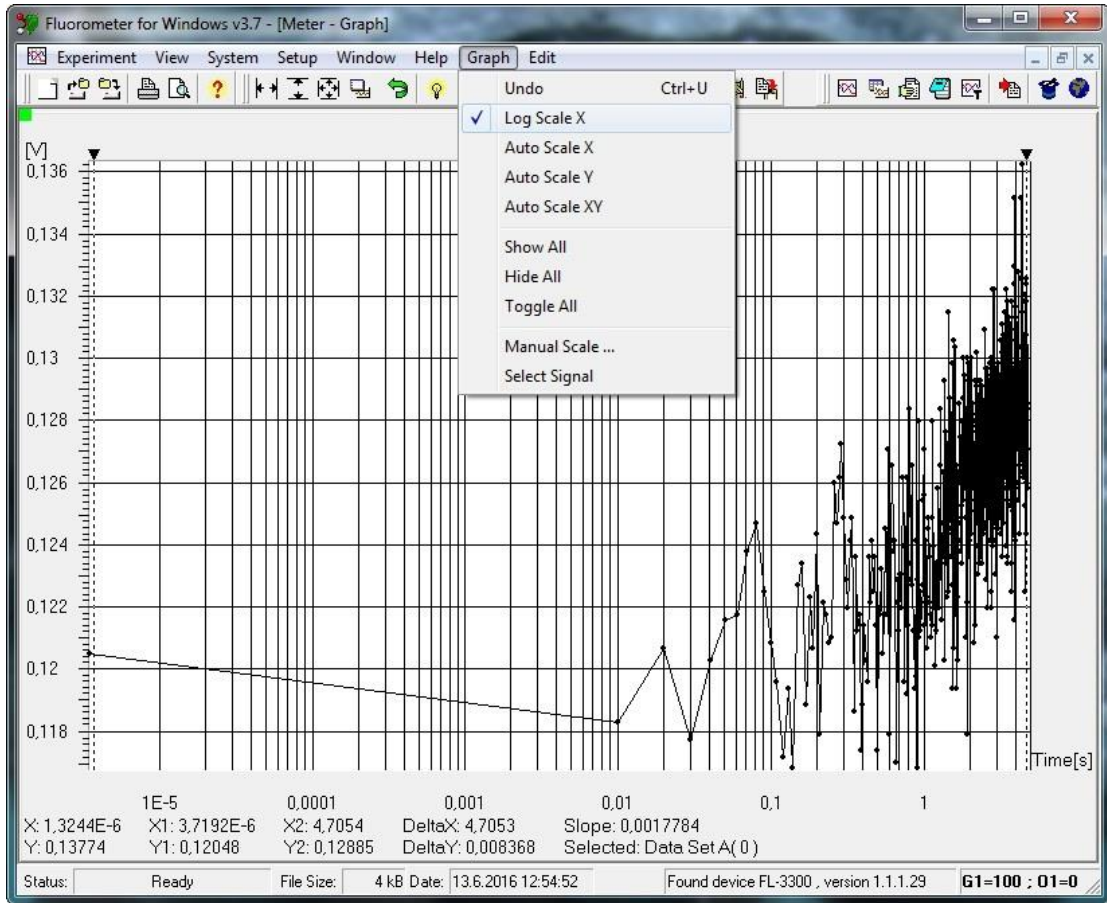 Fluorometer for Windows v3.7 - [Meter - Graph]
Experiment View System Setup Window Help Graph Edit
Undo Ctrl+U
✓ Log Scale X
Auto Scale X
Auto Scale Y
Auto Scale XY
Show All
Hide All
Toggle All
Manual Scale ...
Select Signal
[V]
0,136
0,134
0,132
0,13
0,128
0,126
0,124
0,122
0,12
0,118
Time[s]
1E-5 0,0001 0,001 0,01 0,1 1
X: 1,3244E-6 X1: 3,7192E-6 X2: 4,7054 DeltaX: 4,7053 Slope: 0,0017784
Y: 0,13774 Y1: 0,12048 Y2: 0,12885 DeltaY: 0,008368 Selected: Data Set A( 0 )
Status: Ready File Size: 4 kB Date: 13.6.2016 12:54:52 Found device FL-3300 , version 1.1.1.29 G1=100 ; O1=0